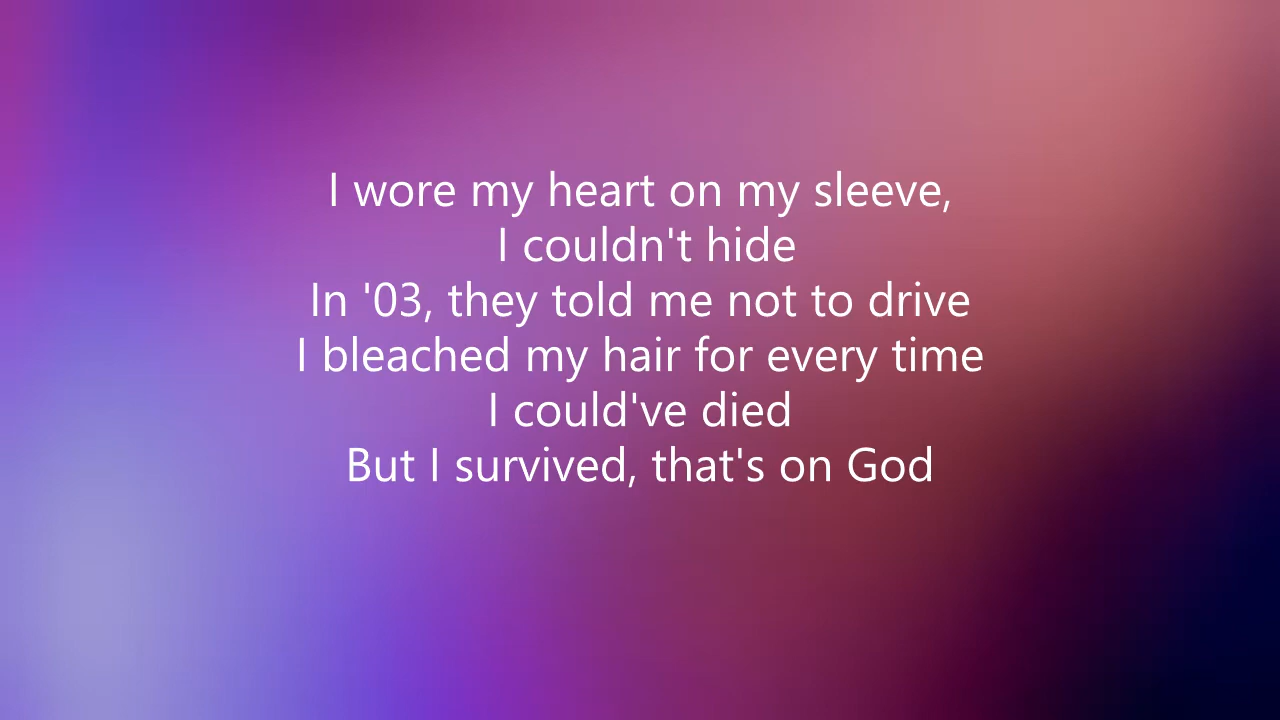 I wore my heart on my sleeve,
I couldn't hide
In '03, they told me not to drive
I bleached my hair for every time
I could've died
But I survived, that's on God